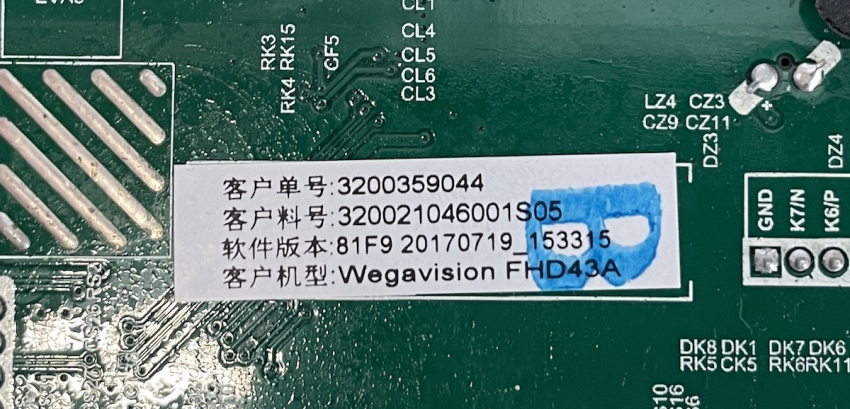 CL1
CL4
CL5
CL6
CL3
RK3
RK15
RK4
CF5
LZ4 CZ3
CZ9 CZ11
DZ3
DZ4
客户单号:3200359044
客户料号:320021046001S05
软件版本:81F9 20170719_153315
客户机型:Wegavision FHD43A
GND
K7/N
K6/P
DK8 DK1 DK7 DK6
RK5 CK5 RK6 RK11